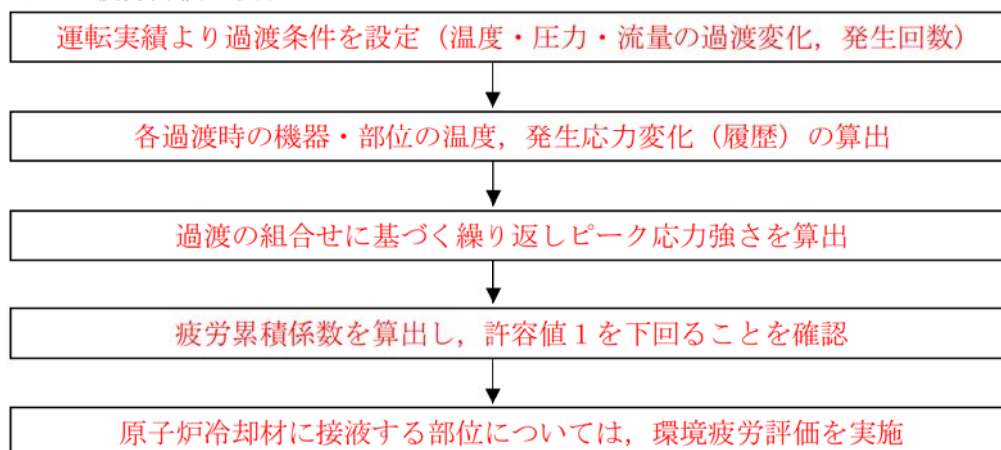 運転実績より過渡条件を設定（温度・圧力・流量の過渡変化，発生回数）
各過渡時の機器・部位の温度，発生応力変化（履歴）の算出
過渡の組合せに基づく繰り返しピーク応力強さを算出
疲労累積係数を算出し，許容値１を下回ることを確認
原子炉冷却材に接液する部位については，環境疲労評価を実施